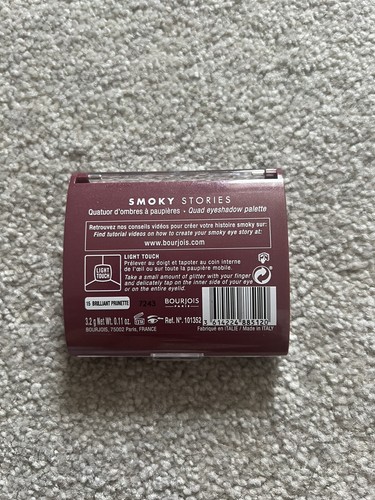 SMOKY STORIES
Quatuor d'ombres à paupières • Quad eyeshadow palette
Retrouvez nos conseils vidéos pour créer votre histoire smoky sur:
Find tutorial videos on how to create your smoky eye story at:
www.bourjois.com
LIGHT TOUCH
LIGHT TOUCH
Prélever au doigt et tapoter au coin interne
de l'œil ou sur toute la paupière mobile.
Take a small amount of glitter with your finger
and delicately tap on the inner side of your eye
or on the entire eyelid.
15 BRILLIANT PRUNETTE
7243
BOURJOIS
PARIS
3.2 g Net Wt. 0.11 oz.
Ref. N°. 101352
BOURJOIS, 75002 Paris, FRANCE
3 614224 885120
Fabriqué en ITALIE / Made in ITALY